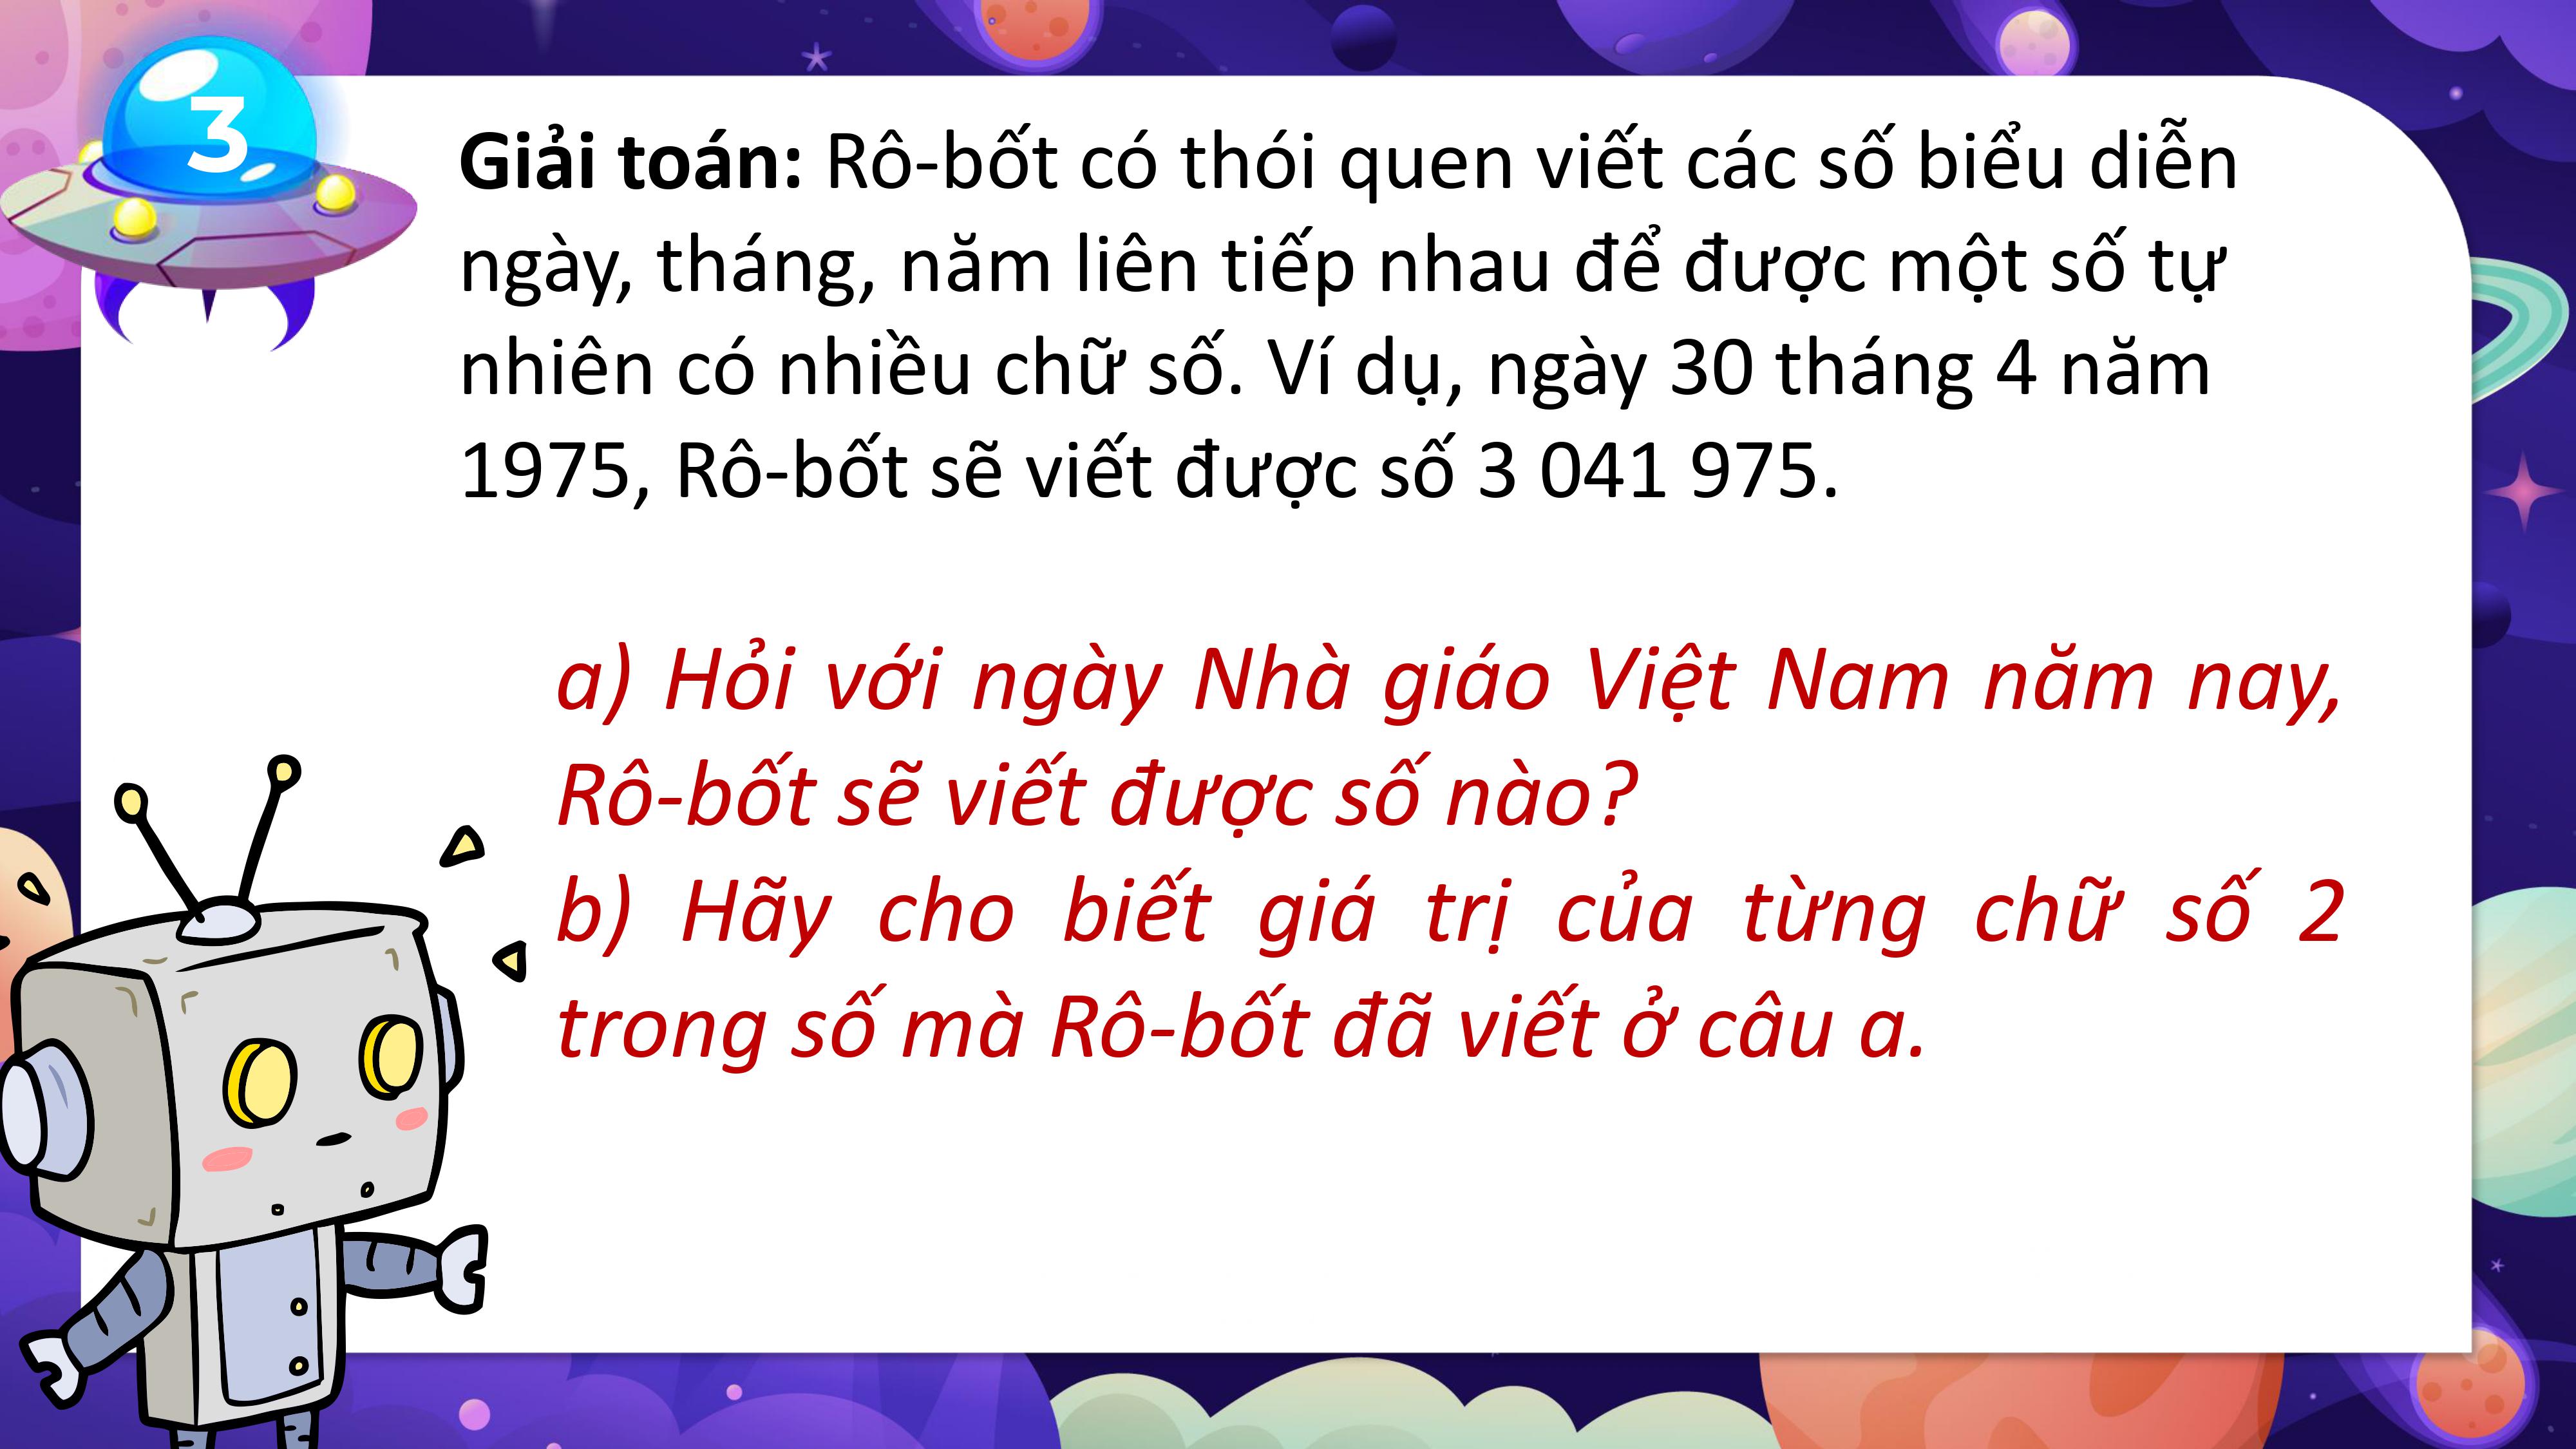 3
Giải toán: Rô-bốt có thói quen viết các số biểu diễn
ngày, tháng, năm liên tiếp nhau để được một số tự
nhiên có nhiều chữ số. Ví dụ, ngày 30 tháng 4 năm
1975, Rô-bốt sẽ viết được số 3 041 975.
a) Hỏi với ngày Nhà giáo Việt Nam năm nay,
Rô-bốt sẽ viết được số nào?
b) Hãy cho biết giá trị của từng chữ số 2
trong số mà Rô-bốt đã viết ở câu a.